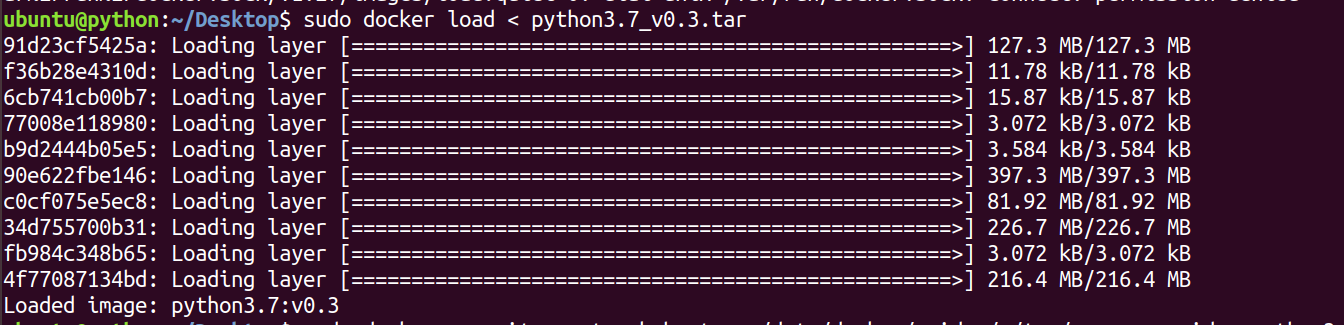 ubuntu@python:~/Desktop$ sudo docker load < python3.7_v0.3.tar
91d23cf5425a: Loading layer [==================================================>] 127.3 MB/127.3 MB
f36b28e4310d: Loading layer [==================================================>] 11.78 kB/11.78 kB
6cb741cb00b7: Loading layer [==================================================>] 15.87 kB/15.87 kB
77008e118980: Loading layer [==================================================>] 3.072 kB/3.072 kB
b9d2444b05e5: Loading layer [==================================================>] 3.584 kB/3.584 kB
90e622fbe146: Loading layer [==================================================>] 397.3 MB/397.3 MB
c0cf075e5ec8: Loading layer [==================================================>] 81.92 MB/81.92 MB
34d755700b31: Loading layer [==================================================>] 226.7 MB/226.7 MB
fb984c348b65: Loading layer [==================================================>] 3.072 kB/3.072 kB
4f77087134bd: Loading layer [==================================================>] 216.4 MB/216.4 MB
Loaded image: python3.7:v0.3